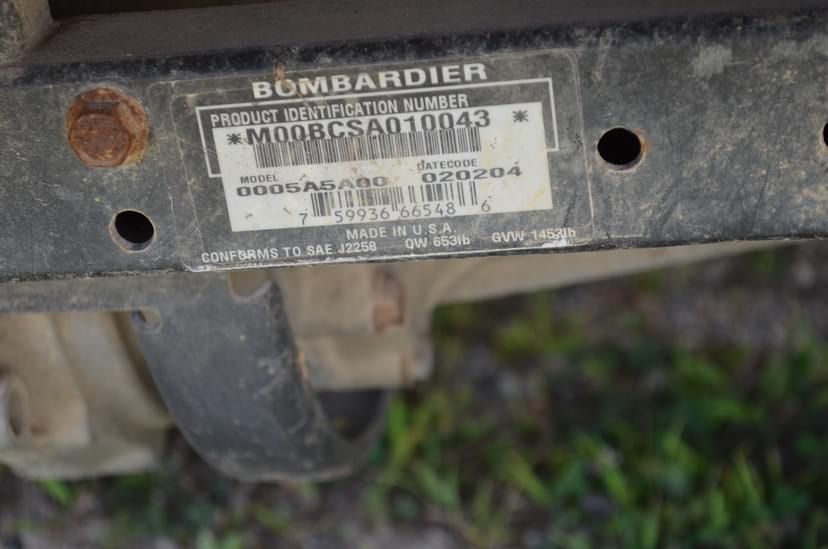 BOMBARDIER
PRODUCT IDENTIFICATION NUMBER
*M00BCSA010043 *
MODEL DATECODE
0005A5A00 020204
7 59936 66548 6
MADE IN U.S.A.
CONFORMS TO SAE J2258 QW 653lb GVW 1453lb